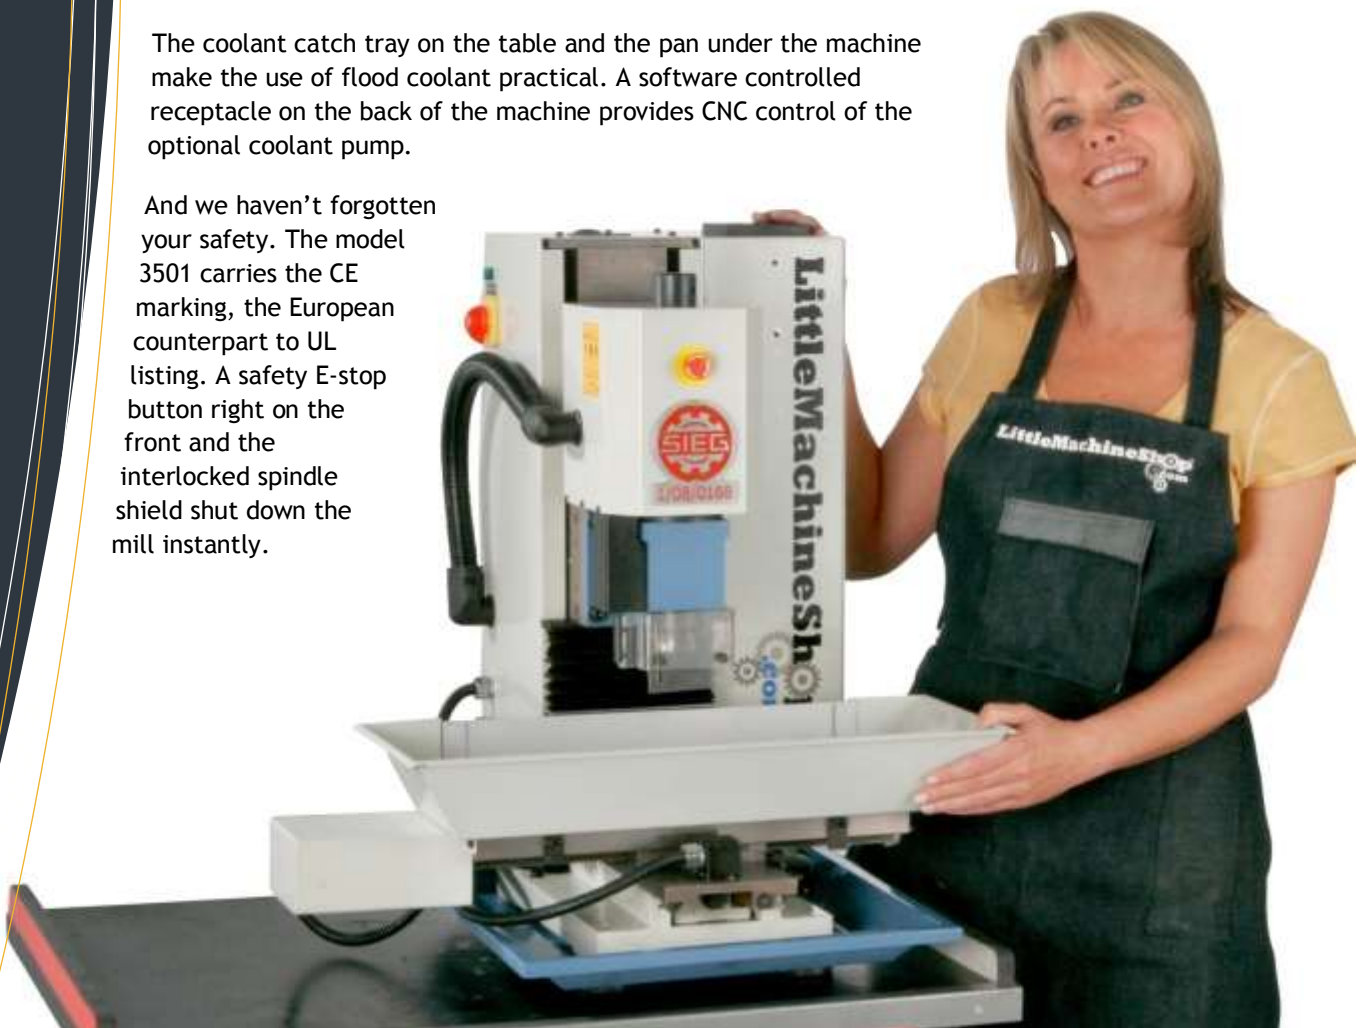 The coolant catch tray on the table and the pan under the machine
make the use of flood coolant practical. A software controlled
receptacle on the back of the machine provides CNC control of the
optional coolant pump.
And we haven’t forgotten
your safety. The model
3501 carries the CE
marking, the European
counterpart to UL
listing. A safety E-stop
button right on the
front and the
interlocked spindle
shield shut down the
mill instantly.
SIEG
LittleMachineSho
.co
LittleMachineShop
.com